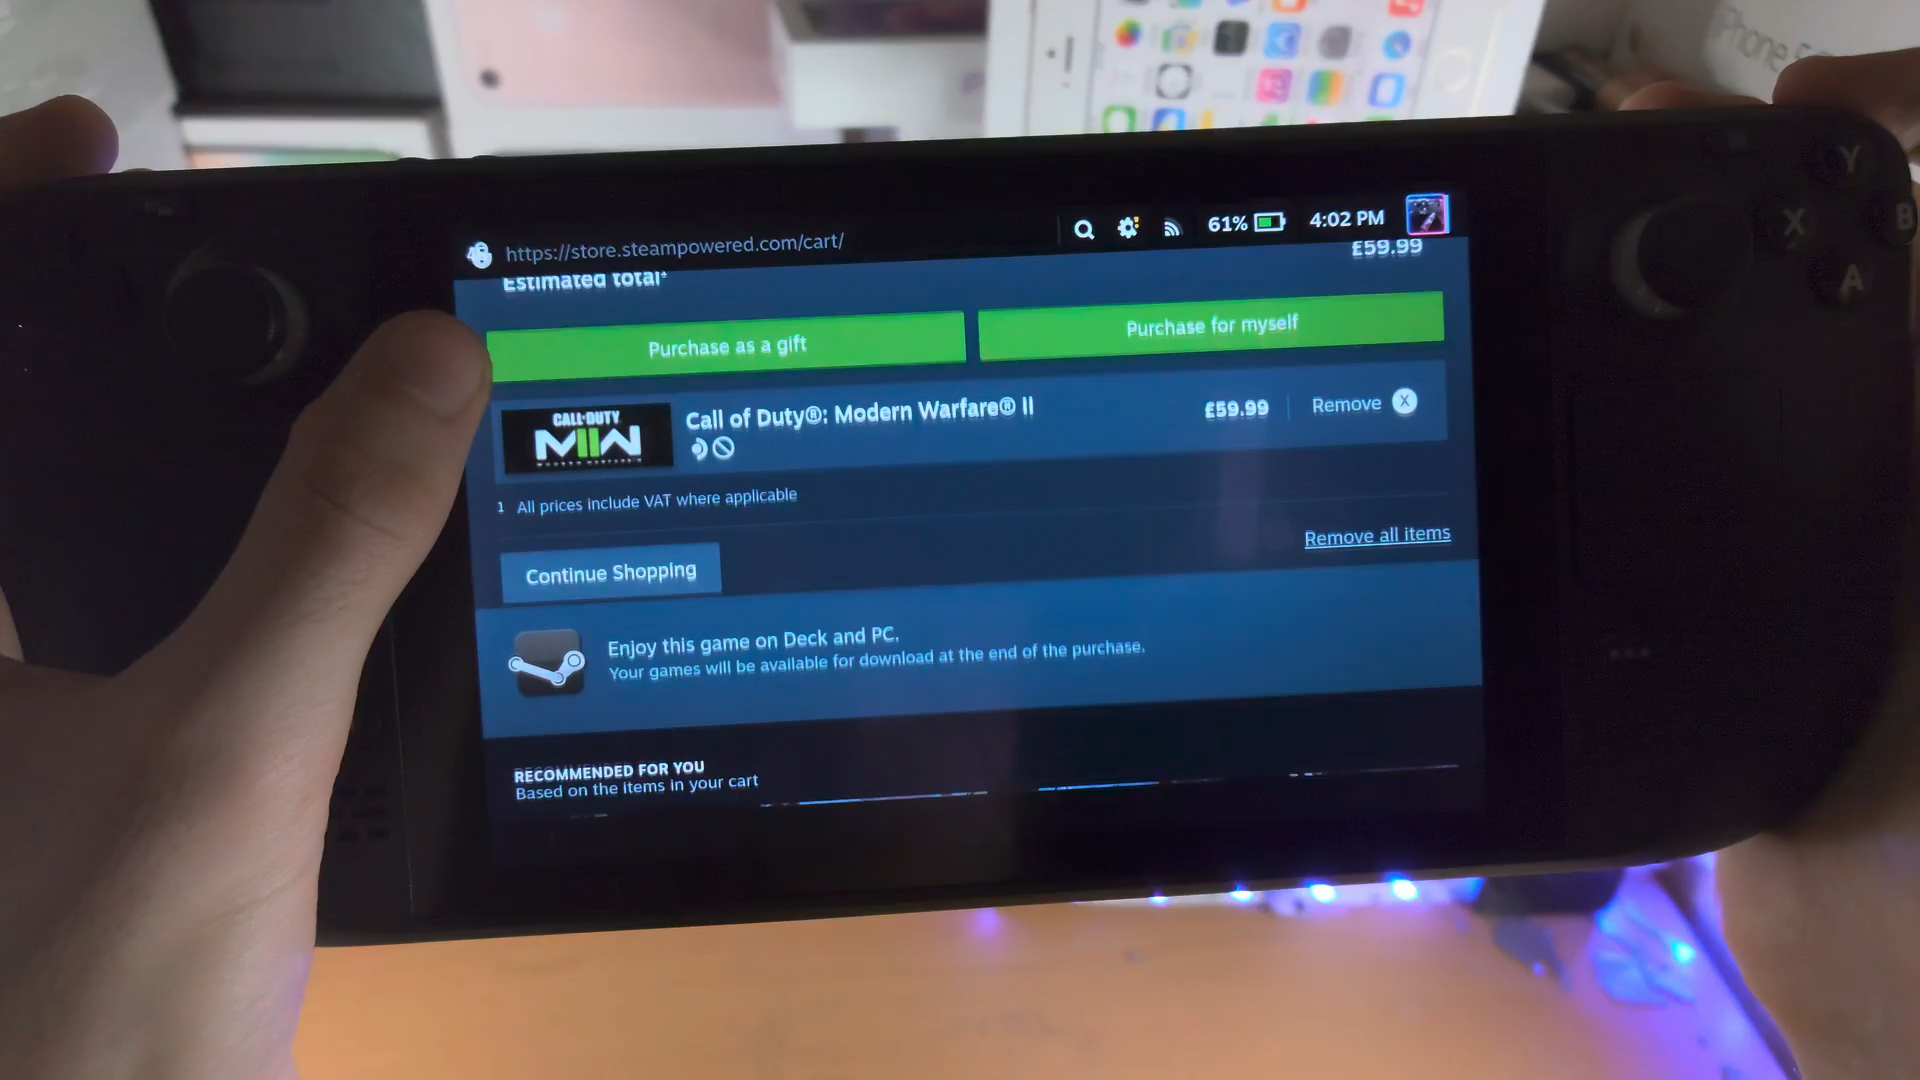 iPhone 5
https://store.steampowered.com/cart/
61%
4:02 PM
Estimated total¹
£59.99
Purchase as a gift
Purchase for myself
CALL·DUTY
MWII
Call of Duty®: Modern Warfare® II
£59.99
Remove
1 All prices include VAT where applicable
Remove all items
Continue Shopping
Enjoy this game on Deck and PC.
Your games will be available for download at the end of the purchase.
RECOMMENDED FOR YOU
Based on the items in your cart
Y
X
B
A